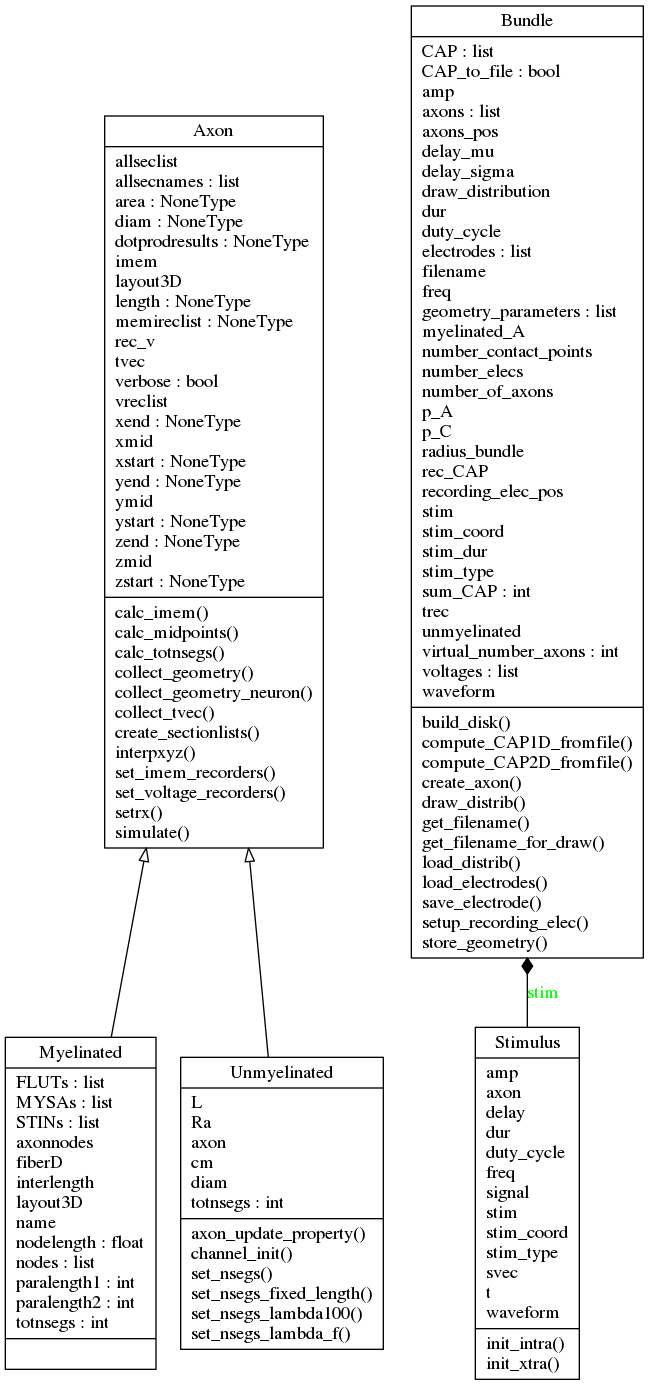 Axon
allseclist
allsecnames : list
area : NoneType
diam : NoneType
dotprodresults : NoneType
imem
layout3D
length : NoneType
memireclist : NoneType
rec_v
tvec
verbose : bool
vreclist
xend : NoneType
xmid
xstart : NoneType
yend : NoneType
ymid
ystart : NoneType
zend : NoneType
zmid
zstart : NoneType
calc_imem()
calc_midpoints()
calc_totnsegs()
collect_geometry()
collect_geometry_neuron()
collect_tvec()
create_sectionlists()
interpxyz()
set_imem_recorders()
set_voltage_recorders()
setrx()
simulate()
Bundle
CAP : list
CAP_to_file : bool
amp
axons : list
axons_pos
delay_mu
delay_sigma
draw_distribution
dur
duty_cycle
electrodes : list
filename
freq
geometry_parameters : list
myelinated_A
number_contact_points
number_elecs
number_of_axons
p_A
p_C
radius_bundle
rec_CAP
recording_elec_pos
stim
stim_coord
stim_dur
stim_type
sum_CAP : int
trec
unmyelinated
virtual_number_axons : int
voltages : list
waveform
build_disk()
compute_CAP1D_fromfile()
compute_CAP2D_fromfile()
create_axon()
draw_distrib()
get_filename()
get_filename_for_draw()
load_distrib()
load_electrodes()
save_electrode()
setup_recording_elec()
store_geometry()
stim
Myelinated
FLUTs : list
MYSAs : list
STINs : list
axonnodes
fiberD
interlength
layout3D
name
nodelength : float
nodes : list
paralength1 : int
paralength2 : int
totnsegs : int
Unmyelinated
L
Ra
axon
cm
diam
totnsegs : int
axon_update_property()
channel_init()
set_nsegs()
set_nsegs_fixed_length()
set_nsegs_lambda100()
set_nsegs_lambda_f()
Stimulus
amp
axon
delay
dur
duty_cycle
freq
signal
stim
stim_coord
stim_type
svec
t
waveform
init_intra()
init_xtra()